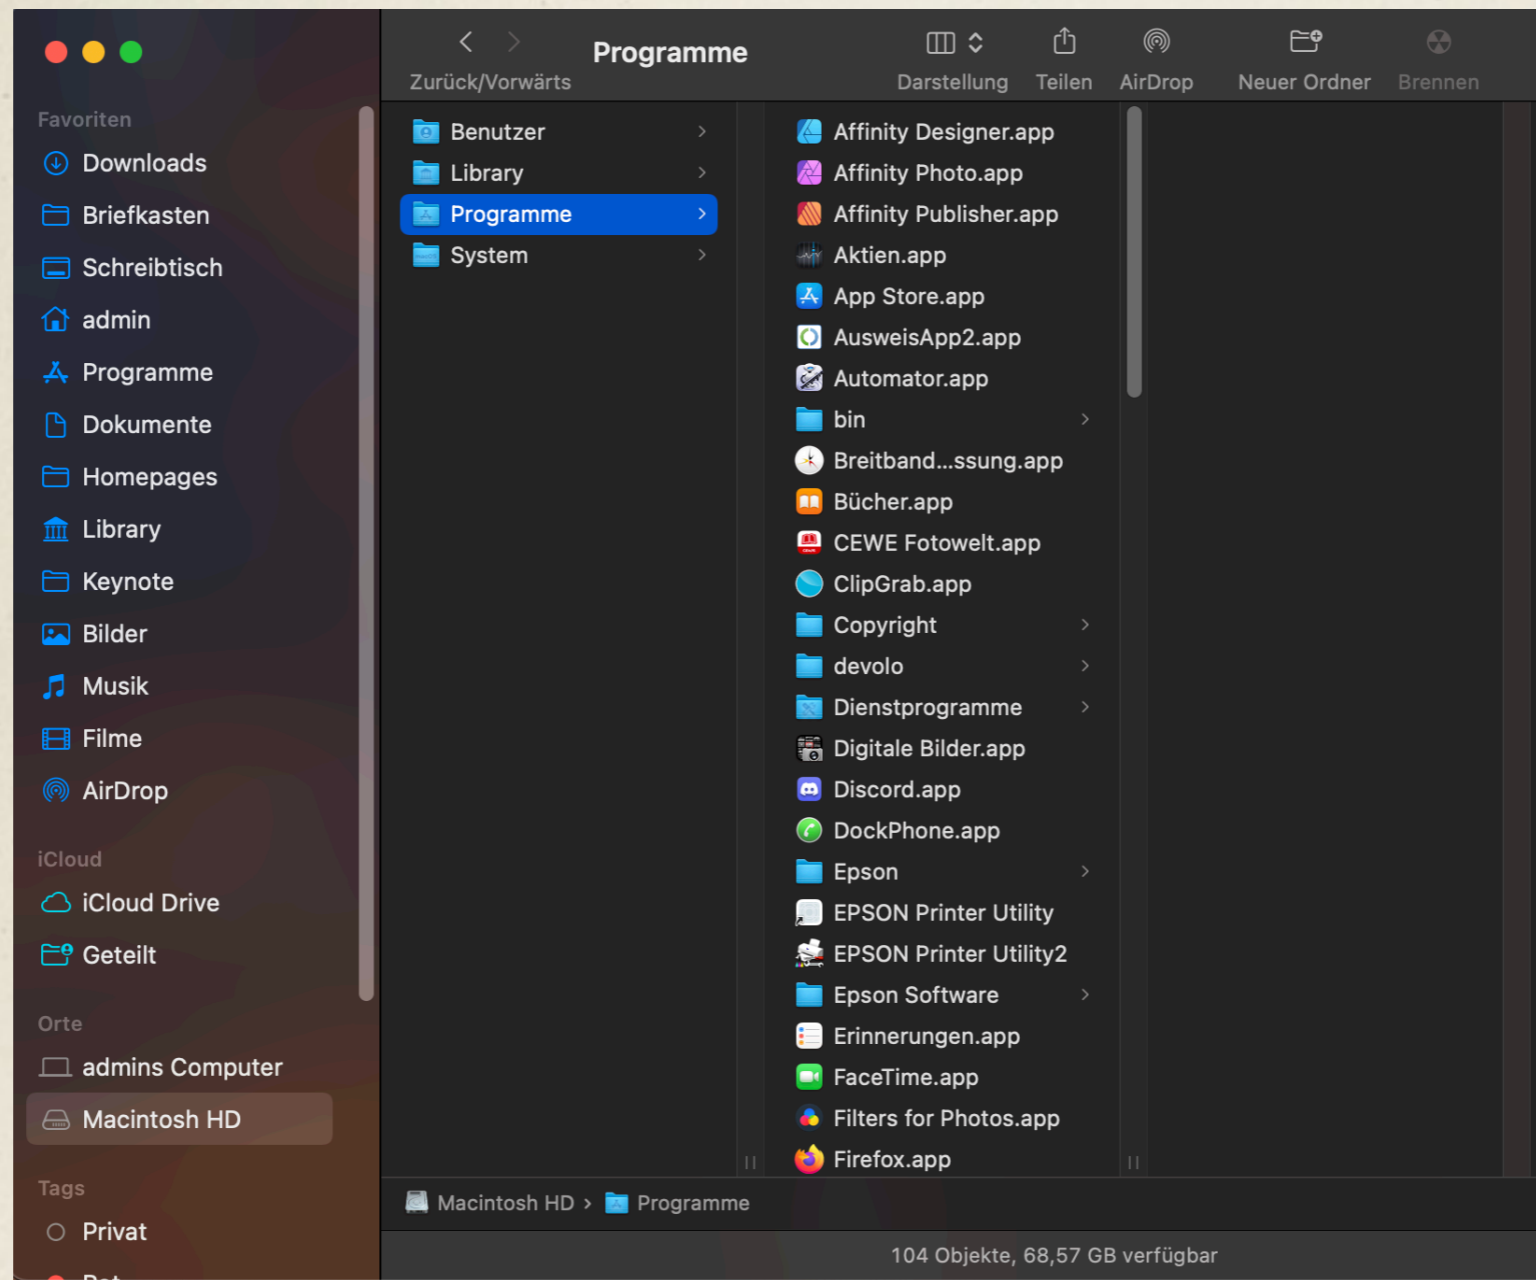 Programme
Zurück/Vorwärts
Darstellung
Teilen
AirDrop
Neuer Ordner
Brennen
Favoriten
Downloads
Briefkasten
Schreibtisch
admin
Programme
Dokumente
Homepages
Library
Keynote
Bilder
Musik
Filme
AirDrop
iCloud
iCloud Drive
Geteilt
Orte
admins Computer
Macintosh HD
Tags
Privat
Benutzer
Library
Programme
System
Affinity Designer.app
Affinity Photo.app
Affinity Publisher.app
Aktien.app
App Store.app
AusweisApp2.app
Automator.app
bin
Breitband...ssung.app
Bücher.app
CEWE Fotowelt.app
ClipGrab.app
Copyright
devolo
Dienstprogramme
Digitale Bilder.app
Discord.app
DockPhone.app
Epson
EPSON Printer Utility
EPSON Printer Utility2
Epson Software
Erinnerungen.app
FaceTime.app
Filters for Photos.app
Firefox.app
Macintosh HD › Programme
104 Objekte, 68,57 GB verfügbar